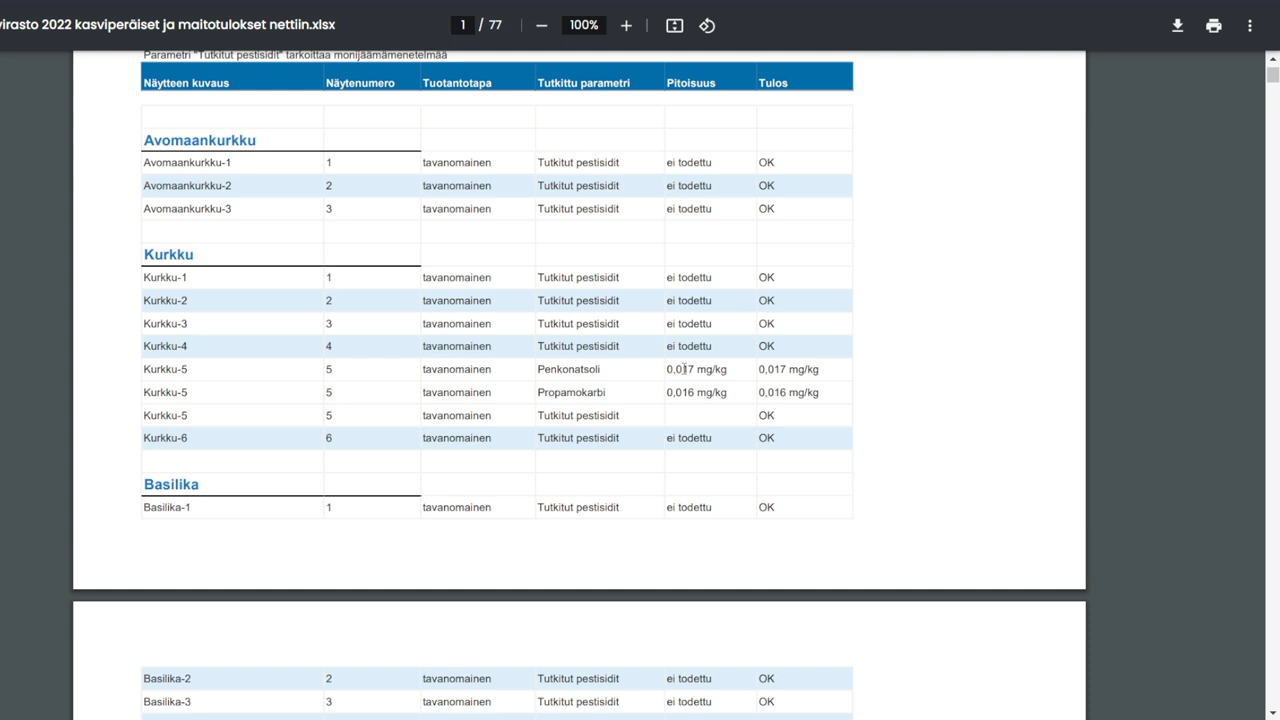 virasto 2022 kasviperäiset ja maitotulokset nettiin.xlsx 1 / 77 100%
Parametri "Tutkitut pestisidit" tarkoittaa monijäämämenetelmää
Näytteen kuvaus Näytenumero Tuotantotapa Tutkittu parametri Pitoisuus Tulos
Avomaankurkku
Avomaankurkku-1 1 tavanomainen Tutkitut pestisidit ei todettu OK
Avomaankurkku-2 2 tavanomainen Tutkitut pestisidit ei todettu OK
Avomaankurkku-3 3 tavanomainen Tutkitut pestisidit ei todettu OK
Kurkku
Kurkku-1 1 tavanomainen Tutkitut pestisidit ei todettu OK
Kurkku-2 2 tavanomainen Tutkitut pestisidit ei todettu OK
Kurkku-3 3 tavanomainen Tutkitut pestisidit ei todettu OK
Kurkku-4 4 tavanomainen Tutkitut pestisidit ei todettu OK
Kurkku-5 5 tavanomainen Penkonatsoli 0,017 mg/kg 0,017 mg/kg
Kurkku-5 5 tavanomainen Propamokarbi 0,016 mg/kg 0,016 mg/kg
Kurkku-5 5 tavanomainen Tutkitut pestisidit OK
Kurkku-6 6 tavanomainen Tutkitut pestisidit ei todettu OK
Basilika
Basilika-1 1 tavanomainen Tutkitut pestisidit ei todettu OK
Basilika-2 2 tavanomainen Tutkitut pestisidit ei todettu OK
Basilika-3 3 tavanomainen Tutkitut pestisidit ei todettu OK